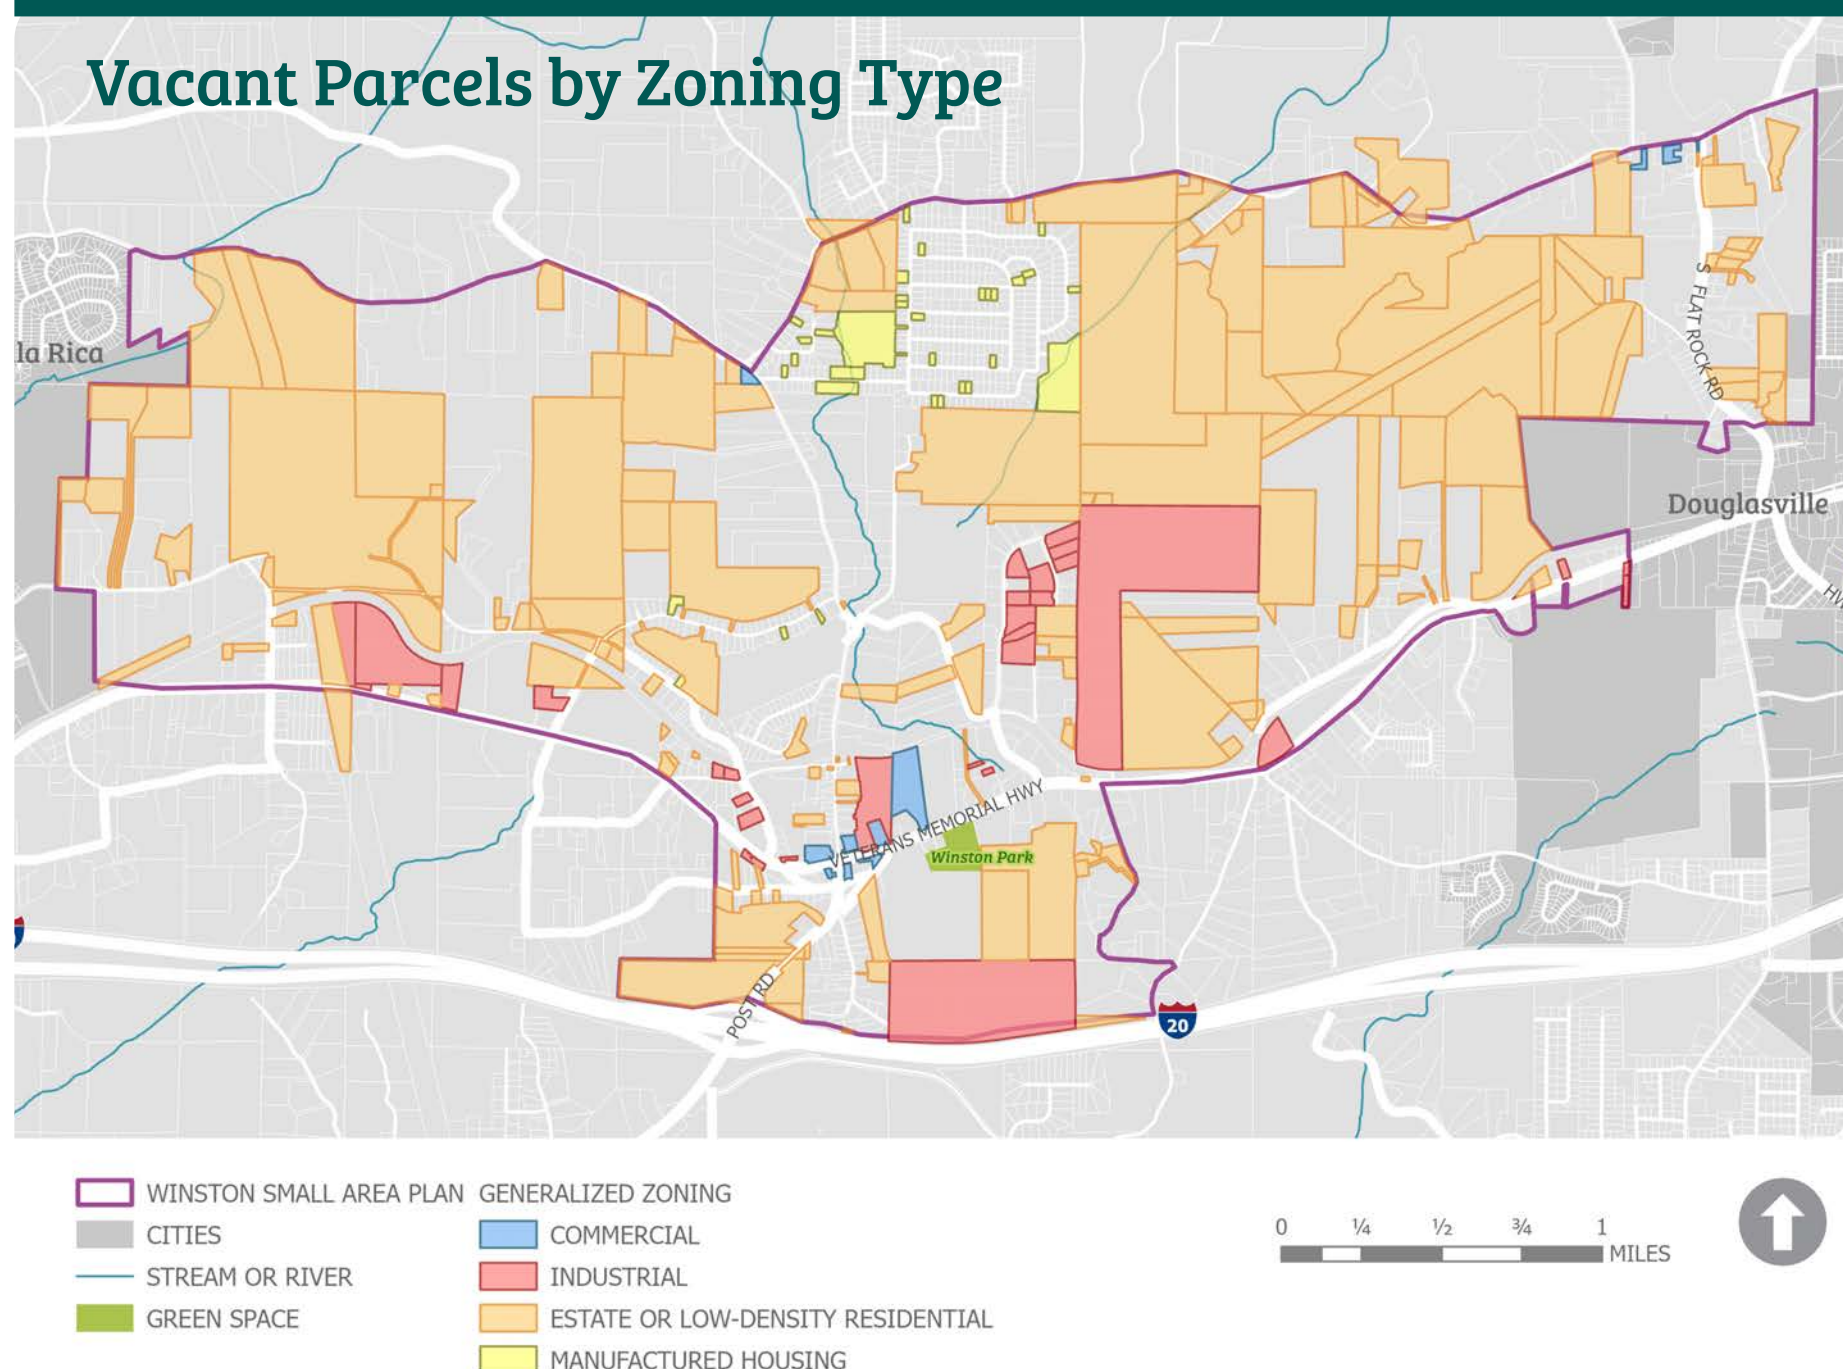 Vacant Parcels by Zoning Type
la Rica
S FLAT ROCK RD
Douglasville
VETERANS MEMORIAL HWY
Winston Park
POST RD
20
WINSTON SMALL AREA PLAN
CITIES
STREAM OR RIVER
GREEN SPACE
GENERALIZED ZONING
COMMERCIAL
INDUSTRIAL
ESTATE OR LOW-DENSITY RESIDENTIAL
MANUFACTURED HOUSING
0 ¼ ½ ¾ 1
MILES